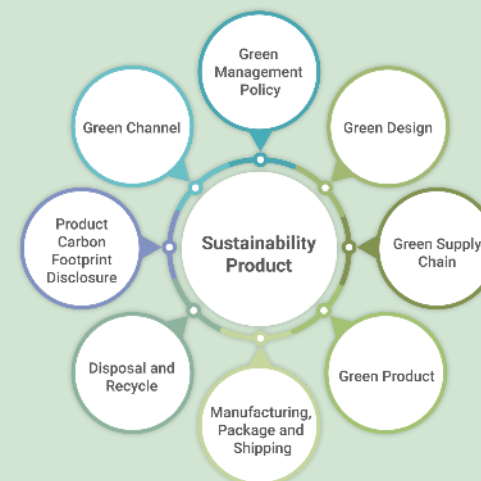 Green
Management
Policy
Green Channel
Green Design
Product
Carbon
Footprint
Disclosure
Sustainability
Product
Green Supply
Chain
Disposal and
Recycle
Green Product
Manufacturing,
Package and
Shipping